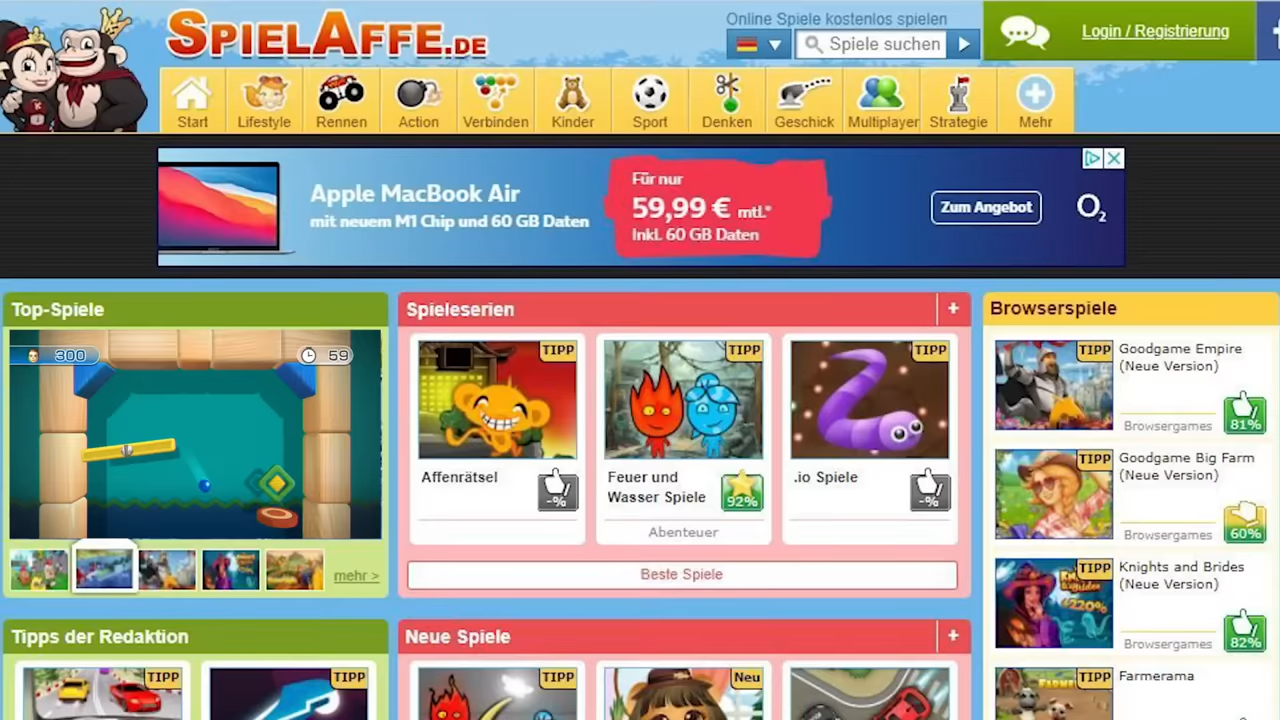 SPIELAFFE.DE
Online Spiele kostenlos spielen
Spiele suchen
Login / Registrierung
Start
Lifestyle
Rennen
Action
Verbinden
Kinder
Sport
Denken
Geschick
Multiplayer
Strategie
Mehr
Apple MacBook Air
mit neuem M1 Chip und 60 GB Daten
Für nur
59,99 € mtl.*
Inkl. 60 GB Daten
Zum Angebot
O2
Top-Spiele
300
59
mehr >
Spieleserien
+
TIPP
TIPP
TIPP
Affenrätsel
-%
Feuer und
Wasser Spiele
92%
Abenteuer
.io Spiele
-%
Beste Spiele
Browserspiele
TIPP
Goodgame Empire
(Neue Version)
Browsergames
81%
TIPP
Goodgame Big Farm
(Neue Version)
Browsergames
60%
TIPP
Knights and Brides
(Neue Version)
220%
Browsergames
82%
TIPP
Farmerama
Tipps der Redaktion
TIPP
TIPP
Neue Spiele
+
TIPP
Neu